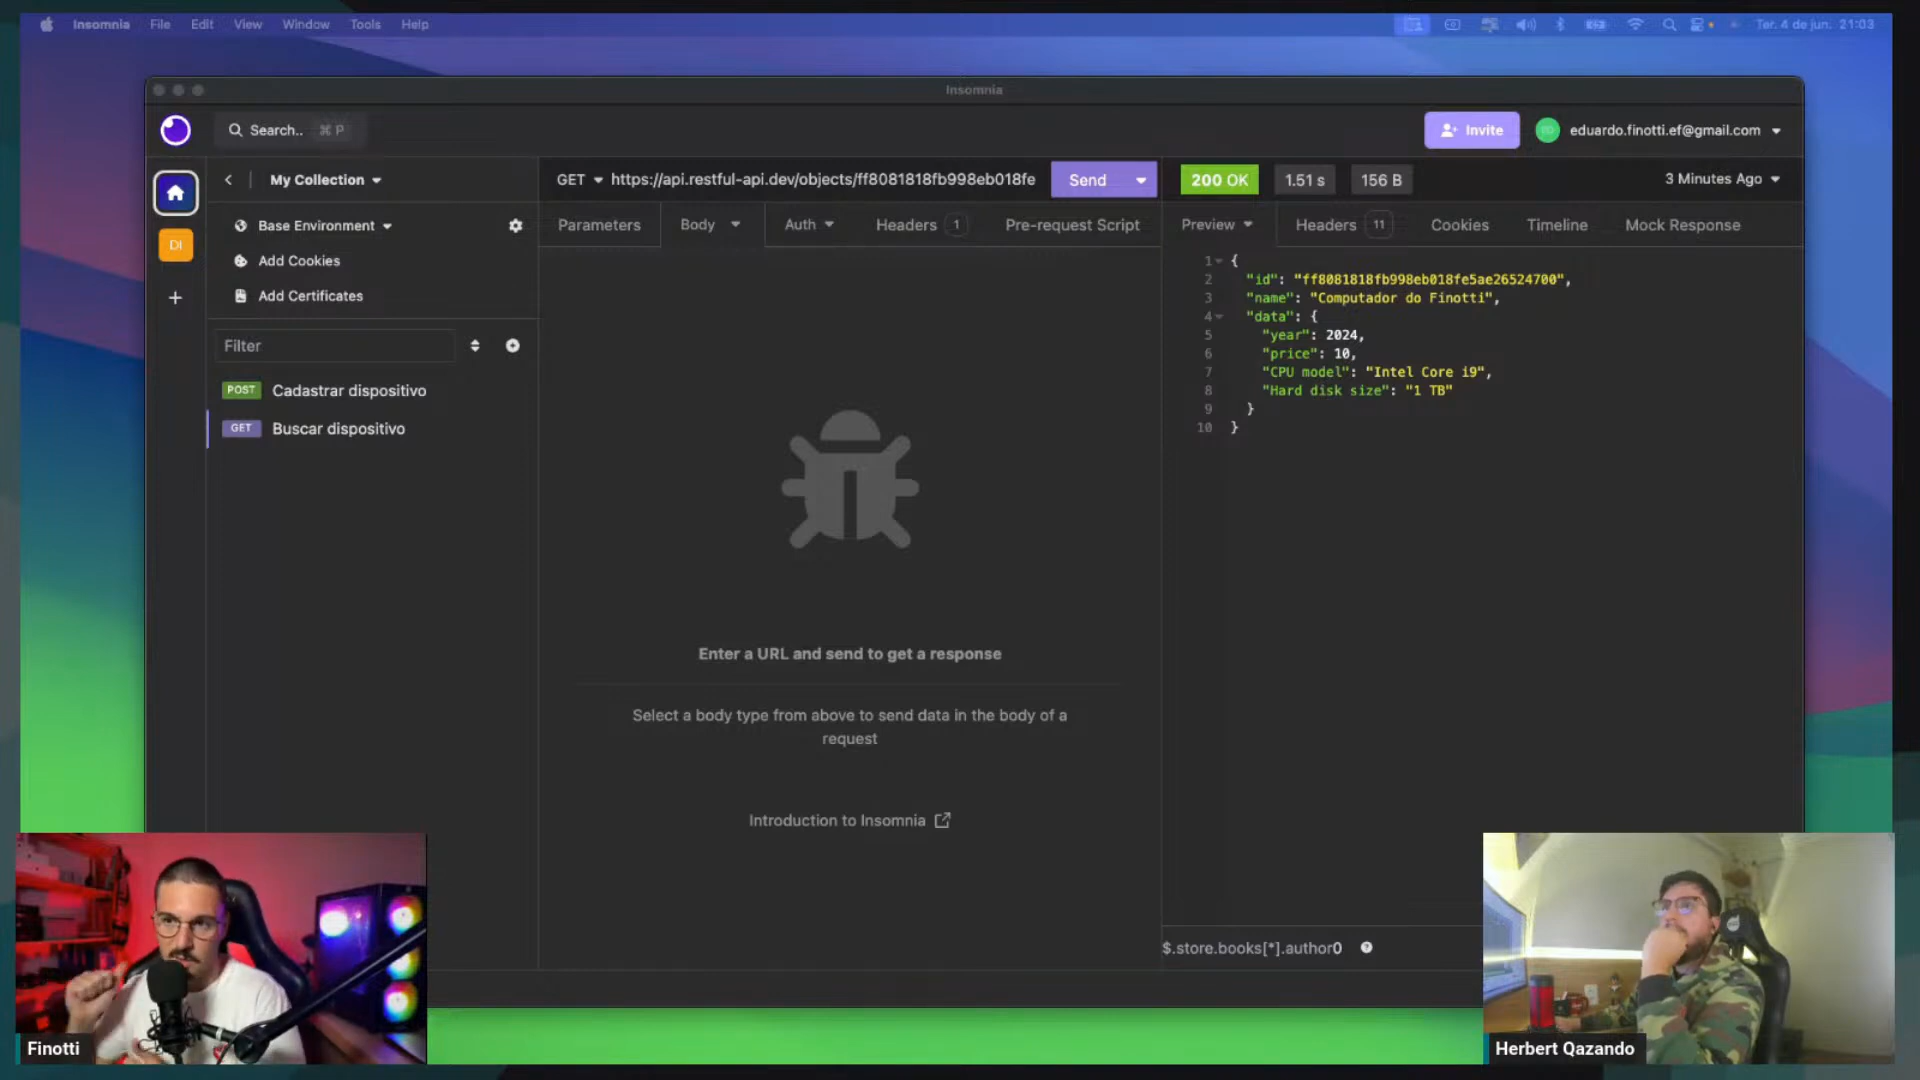 Insomnia File Edit View Window Tools Help
Ter. 4 de jun. 21:03
Insomnia
Search.. ⌘ P
Invite
eduardo.finotti.ef@gmail.com
DI
My Collection
Base Environment
Add Cookies
Add Certificates
Filter
POST Cadastrar dispositivo
GET Buscar dispositivo
GET https://api.restful-api.dev/objects/ff8081818fb998eb018fe
Send
Parameters Body Auth Headers 1 Pre-request Script
Enter a URL and send to get a response
Select a body type from above to send data in the body of a
request
Introduction to Insomnia
200 OK 1.51 s 156 B
3 Minutes Ago
Preview Headers 11 Cookies Timeline Mock Response
1 {
2 "id": "ff8081818fb998eb018fe5ae26524700",
3 "name": "Computador do Finotti",
4 "data": {
5 "year": 2024,
6 "price": 10,
7 "CPU model": "Intel Core i9",
8 "Hard disk size": "1 TB"
9 }
10 }
$.store.books[*].author0
Finotti
Herbert Qazando